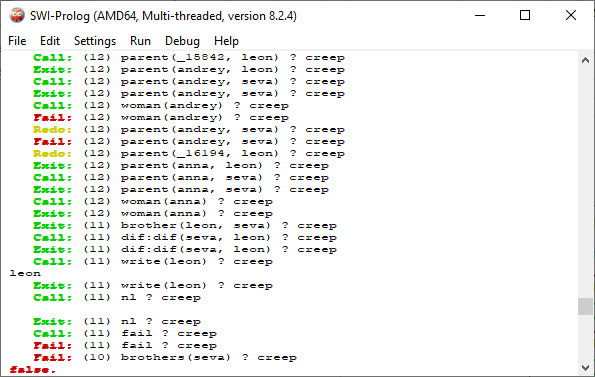 SWI-Prolog (AMD64, Multi-threaded, version 8.2.4)
File Edit Settings Run Debug Help
Call: (12) parent(_15842, leon) ? creep
Exit: (12) parent(andrey, leon) ? creep
Call: (12) parent(andrey, seva) ? creep
Exit: (12) parent(andrey, seva) ? creep
Call: (12) woman(andrey) ? creep
Fail: (12) woman(andrey) ? creep
Redo: (12) parent(andrey, seva) ? creep
Fail: (12) parent(andrey, seva) ? creep
Redo: (12) parent(_16194, leon) ? creep
Exit: (12) parent(anna, leon) ? creep
Call: (12) parent(anna, seva) ? creep
Exit: (12) parent(anna, seva) ? creep
Call: (12) woman(anna) ? creep
Exit: (12) woman(anna) ? creep
Exit: (11) brother(leon, seva) ? creep
Call: (11) dif:dif(seva, leon) ? creep
Exit: (11) dif:dif(seva, leon) ? creep
Call: (11) write(leon) ? creep
leon
Exit: (11) write(leon) ? creep
Call: (11) nl ? creep
Exit: (11) nl ? creep
Call: (11) fail ? creep
Fail: (11) fail ? creep
Fail: (10) brothers(seva) ? creep
false.